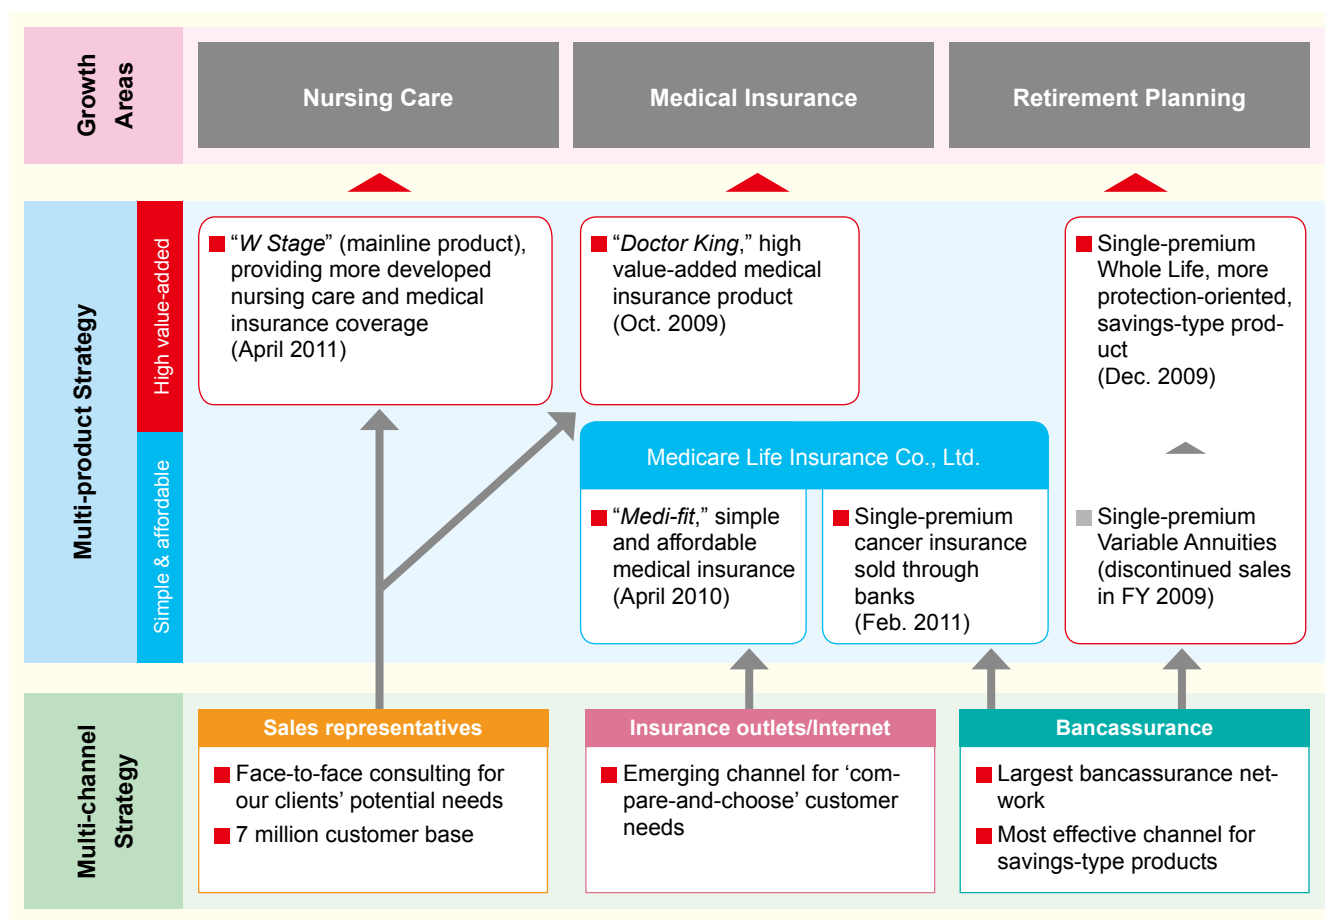 Growth
Areas
Nursing Care
Medical Insurance
Retirement Planning
Multi-product Strategy
High value-added
Simple & affordable
“W Stage” (mainline product),
providing more developed
nursing care and medical
insurance coverage
(April 2011)
“Doctor King,” high
value-added medical
insurance product
(Oct. 2009)
Single-premium
Whole Life, more
protection-oriented,
savings-type prod-
uct
(Dec. 2009)
Medicare Life Insurance Co., Ltd.
“Medi-fit,” simple
and affordable
medical insurance
(April 2010)
Single-premium
cancer insurance
sold through
banks
(Feb. 2011)
Single-premium
Variable Annuities
(discontinued sales
in FY 2009)
Multi-channel
Strategy
Sales representatives
Face-to-face consulting for
our clients’ potential needs
7 million customer base
Insurance outlets/Internet
Emerging channel for ‘com-
pare-and-choose’ customer
needs
Bancassurance
Largest bancassurance net-
work
Most effective channel for
savings-type products